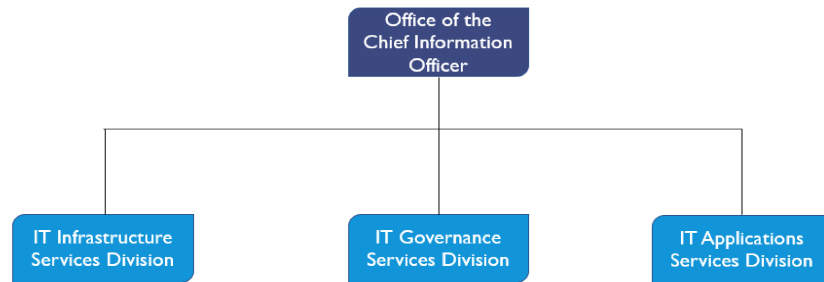 Office of the
Chief Information
Officer
IT Infrastructure
Services Division
IT Governance
Services Division
IT Applications
Services Division